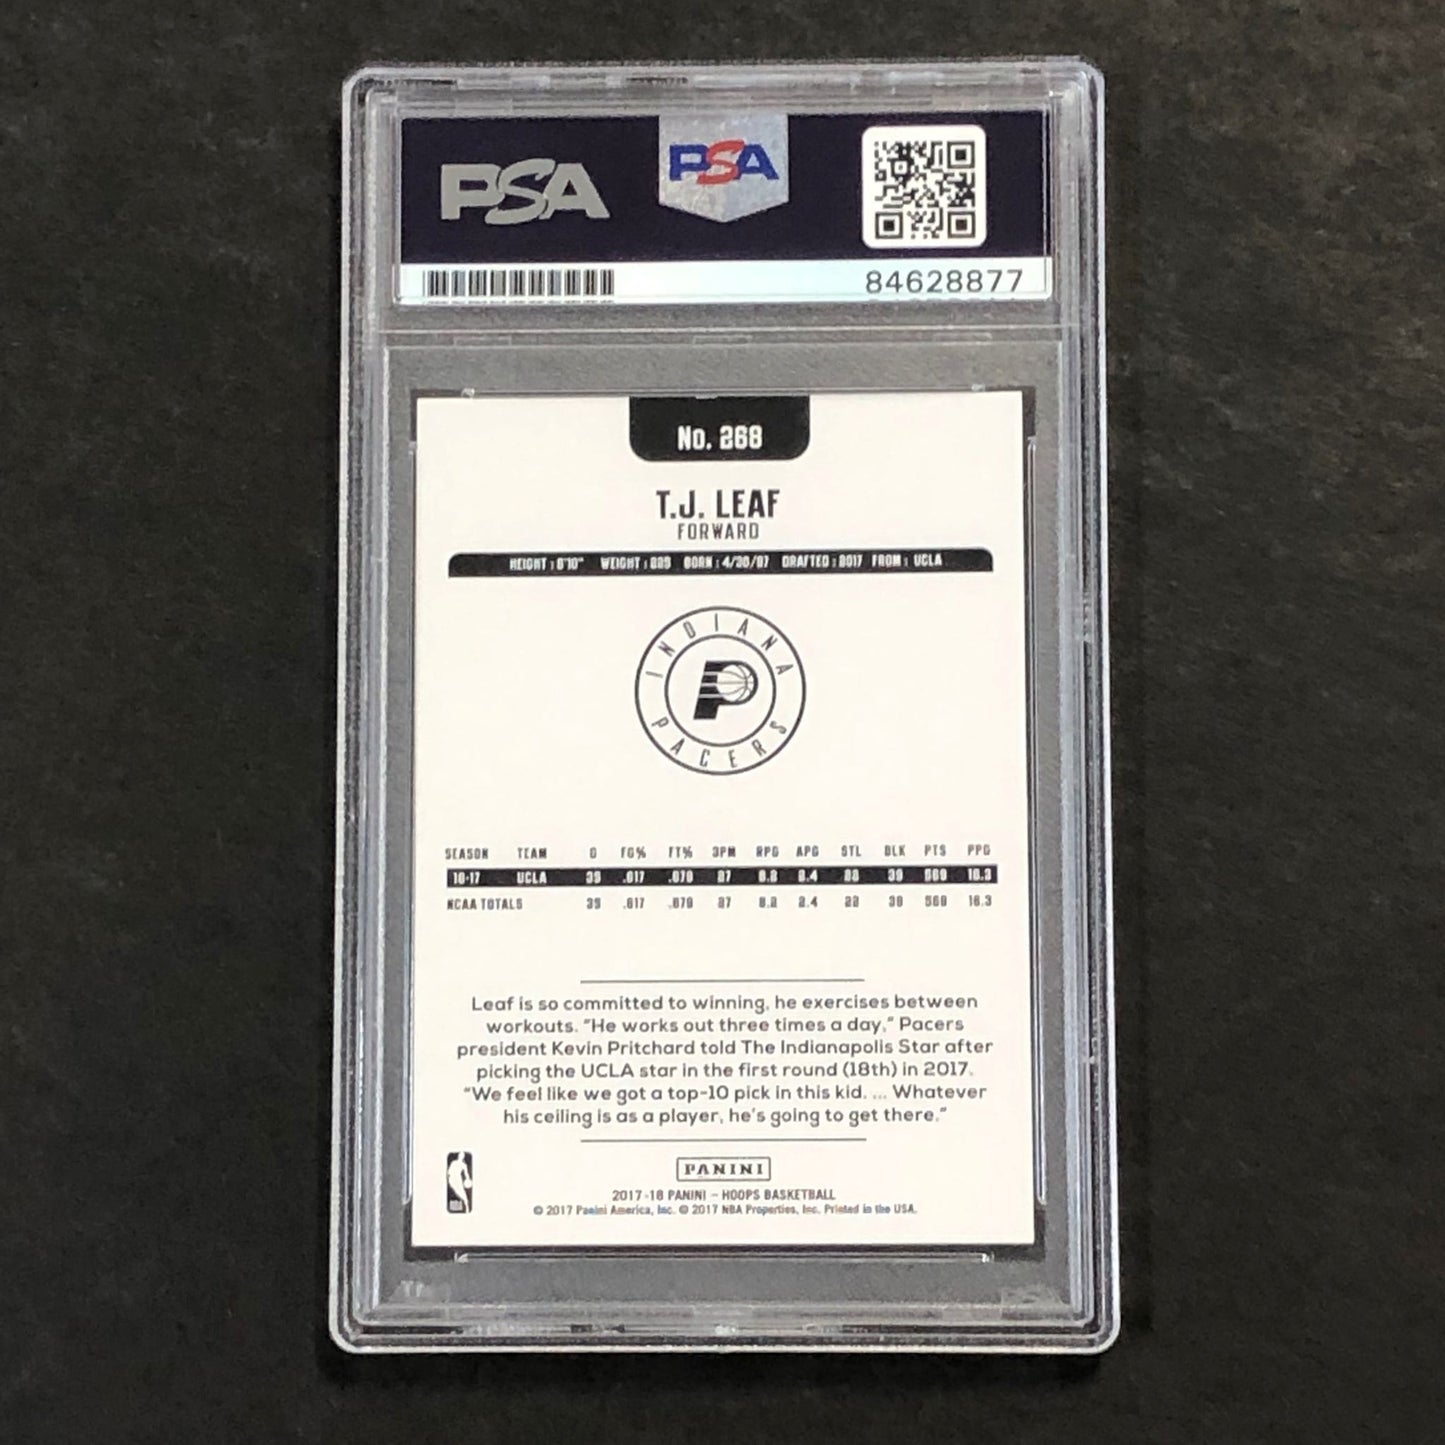 PSA
PSA
84628877
No. 268
T.J. LEAF
FORWARD
HEIGHT : 6'10" WEIGHT : 225 BORN : 4/30/97 DRAFTED : 2017 FROM : UCLA
INDIANA
PACERS
SEASON TEAM G FG% FT% 3PM RPG APG STL BLK PTS PPG
16-17 UCLA 35 .617 .679 27 8.2 2.4 22 39 569 16.3
NCAA TOTALS 35 .617 .679 27 8.2 2.4 22 39 569 16.3
Leaf is so committed to winning, he exercises between
workouts. "He works out three times a day," Pacers
president Kevin Pritchard told The Indianapolis Star after
picking the UCLA star in the first round (18th) in 2017.
"We feel like we got a top-10 pick in this kid. ... Whatever
his ceiling is as a player, he's going to get there."
PANINI
NBA
2017-18 PANINI – HOOPS BASKETBALL
© 2017 Panini America, Inc. © 2017 NBA Properties, Inc. Printed in the USA.